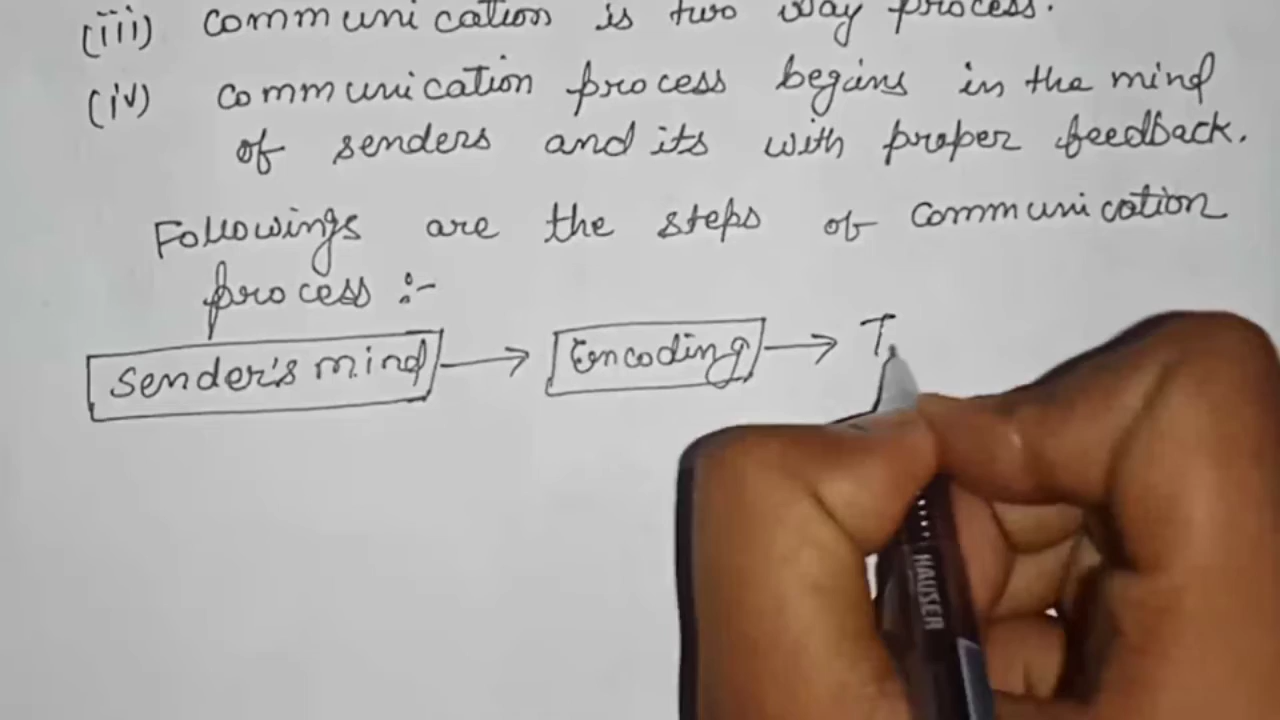 (iii) communication is two way process.
(iv) communication process begins in the mind
of senders and its with proper feedback.
Followings are the steps of communication
process :-
Sender's mind → Encoding → T
HAUSER